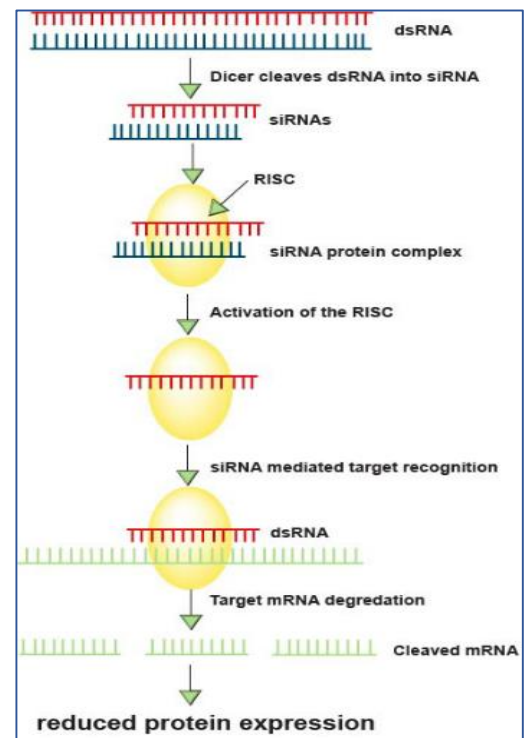 dsRNA
Dicer cleaves dsRNA into siRNA
siRNAs
RISC
siRNA protein complex
Activation of the RISC
siRNA mediated target recognition
dsRNA
Target mRNA degredation
Cleaved mRNA
reduced protein expression